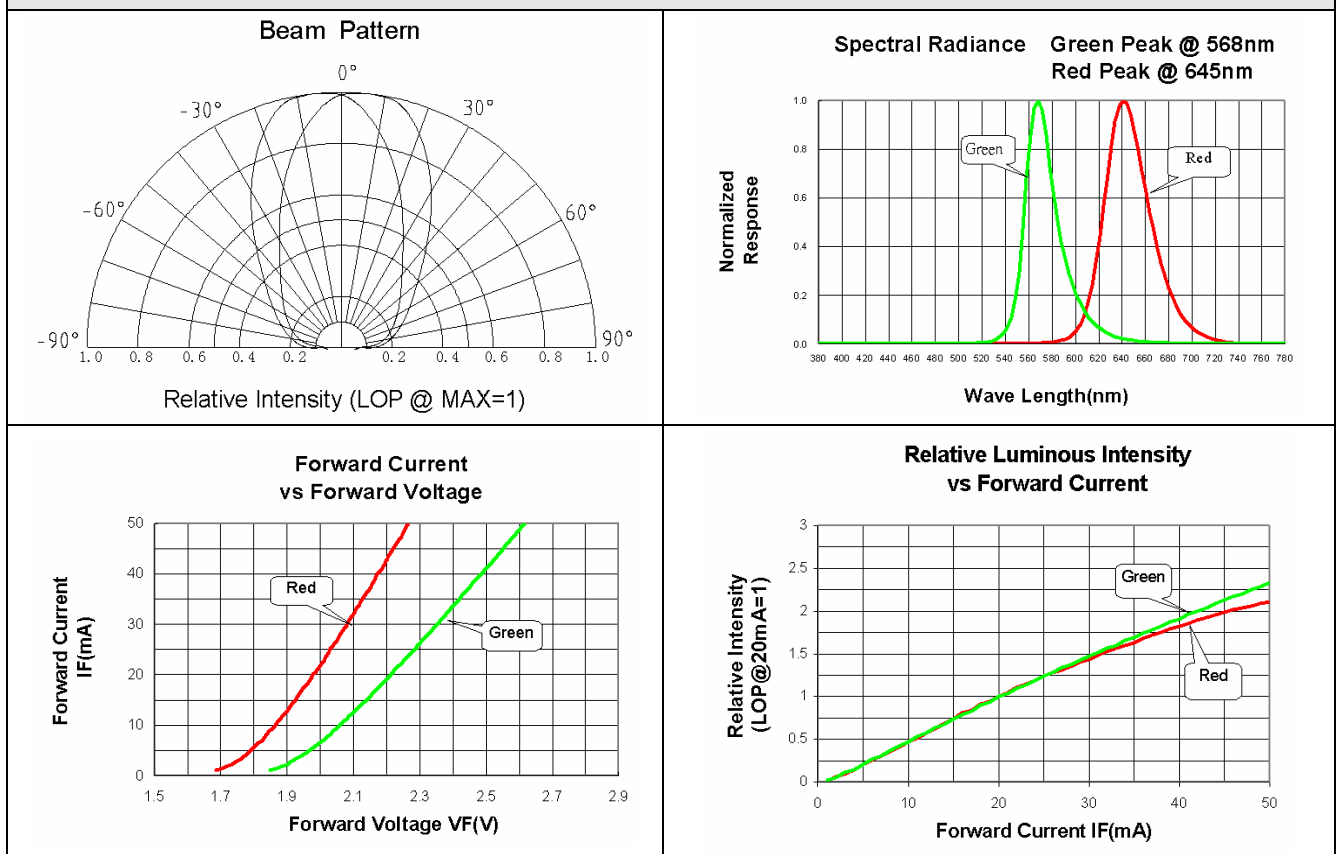 Beam Pattern
0°
-30° 30°
-60° 60°
-90° 90°
1.0 0.8 0.6 0.4 0.2 0.2 0.4 0.6 0.8 1.0
Relative Intensity (LOP @ MAX=1)
Spectral Radiance Green Peak @ 568nm
Red Peak @ 645nm
Normalized
Response
1.0
0.8
0.6
0.4
0.2
0.0
Green
Red
380 400 420 440 460 480 500 520 540 560 580 600 620 640 660 680 700 720 740 760 780
Wave Length(nm)
Forward Current
vs Forward Voltage
Forward Current
IF(mA)
50
40
30
20
10
0
Red
Green
1.5 1.7 1.9 2.1 2.3 2.5 2.7 2.9
Forward Voltage VF(V)
Relative Luminous Intensity
vs Forward Current
Relative Intensity
(LOP@20mA=1)
3
2.5
2
1.5
1
0.5
0
Green
Red
0 10 20 30 40 50
Forward Current IF(mA)